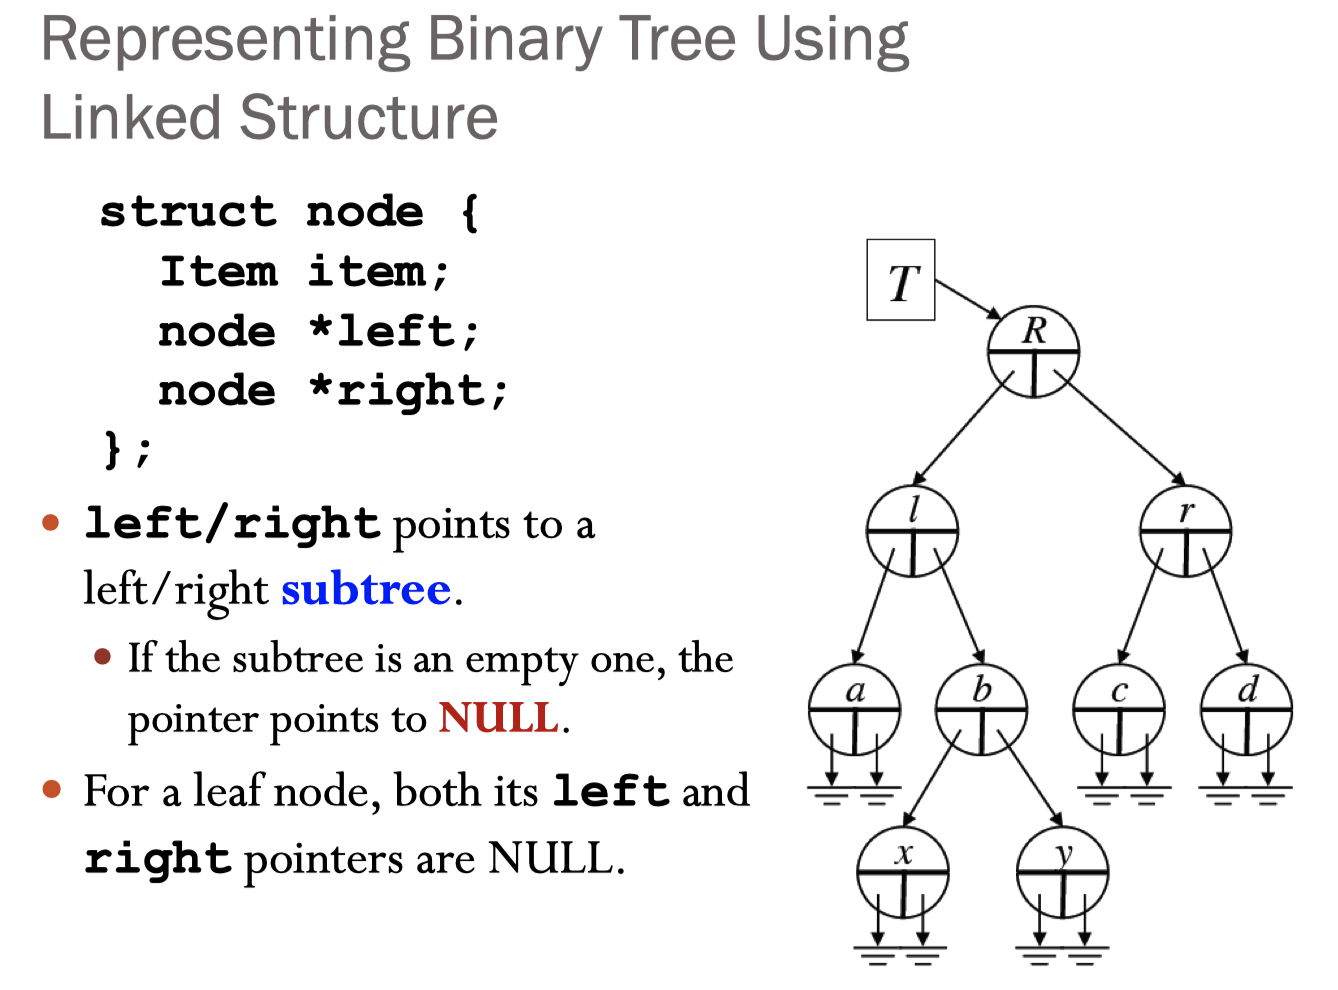 Representing Binary Tree Using
Linked Structure
struct node {
Item item;
node *left;
node *right;
};
• left/right points to a
left/right subtree.
• If the subtree is an empty one, the
pointer points to NULL.
• For a leaf node, both its left and
right pointers are NULL.
T
R
l
r
a
b
c
d
x
y